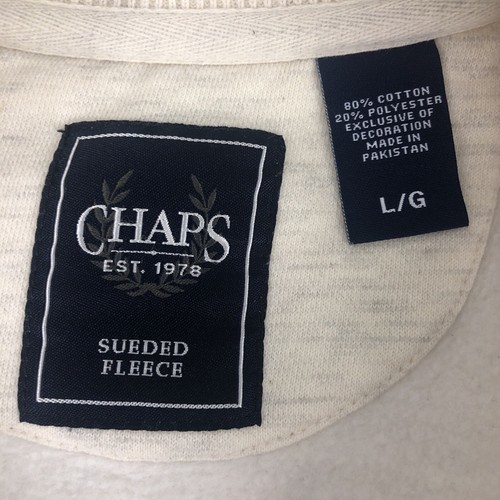 CHAPS
EST. 1978
SUEDED
FLEECE
80% COTTON
20% POLYESTER
EXCLUSIVE OF
DECORATION
MADE IN
PAKISTAN
L/G